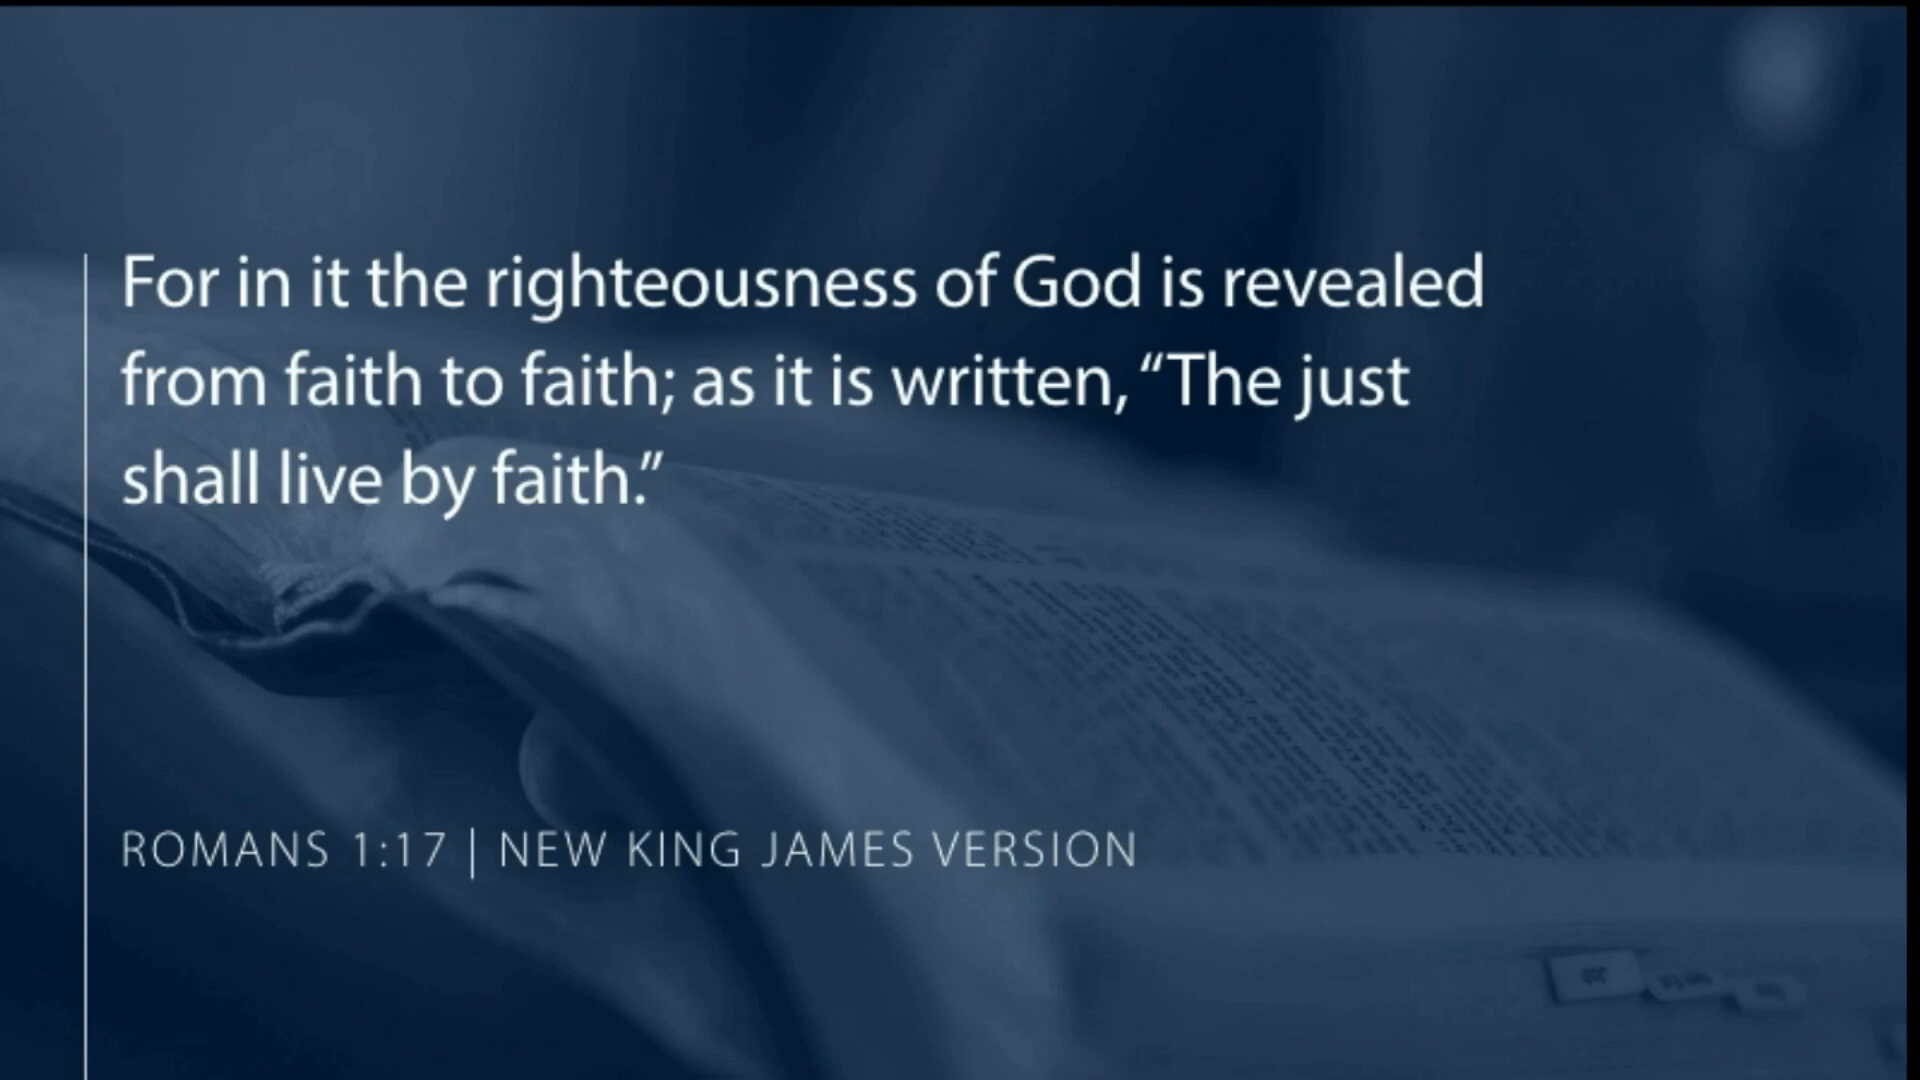 For in it the righteousness of God is revealed
from faith to faith; as it is written, “The just
shall live by faith.”
ROMANS 1:17 | NEW KING JAMES VERSION